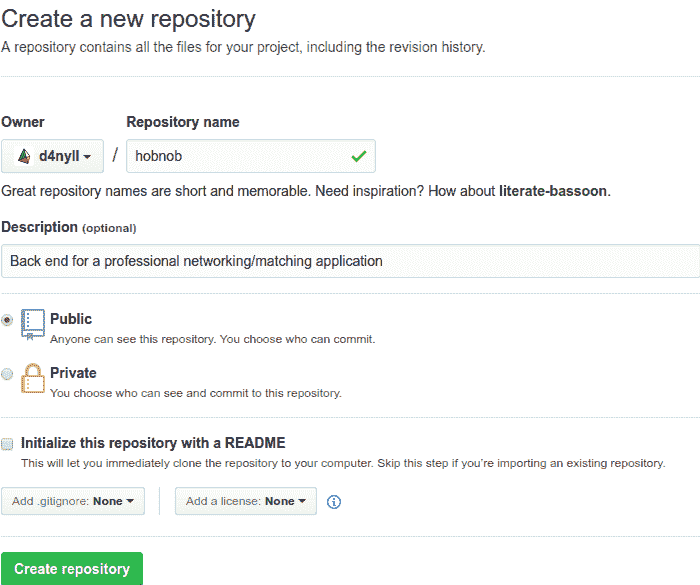 Create a new repository
A repository contains all the files for your project, including the revision history.
Owner Repository name
d4nyll / hobnob
Great repository names are short and memorable. Need inspiration? How about literate-bassoon.
Description (optional)
Back end for a professional networking/matching application
Public
Anyone can see this repository. You choose who can commit.
Private
You choose who can see and commit to this repository.
Initialize this repository with a README
This will let you immediately clone the repository to your computer. Skip this step if you’re importing an existing repository.
Add .gitignore: None Add a license: None
Create repository